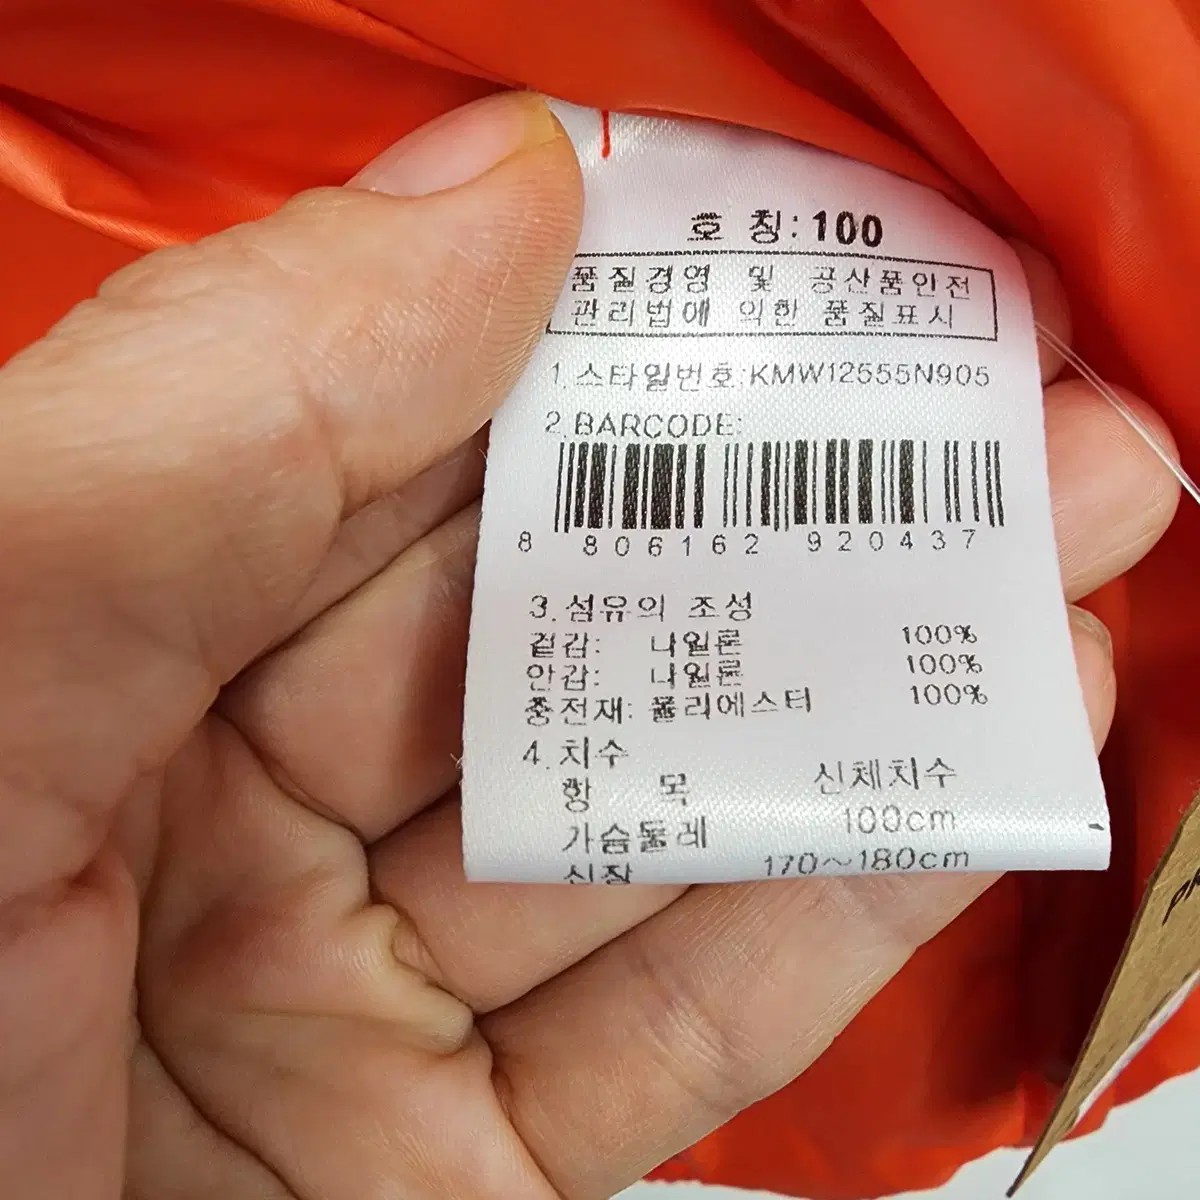 호 칭:100
품질경영 및 공산품안전
관리법에 의한 품질표시
1.스타일번호:KMW12555N905
2.BARCODE:
8 806162 920437
3.섬유의 조성
겉감: 나일론 100%
안감: 나일론 100%
충전재: 폴리에스터 100%
4.치수
항 목 신체치수
가슴둘레 100cm
신장 170~180cm